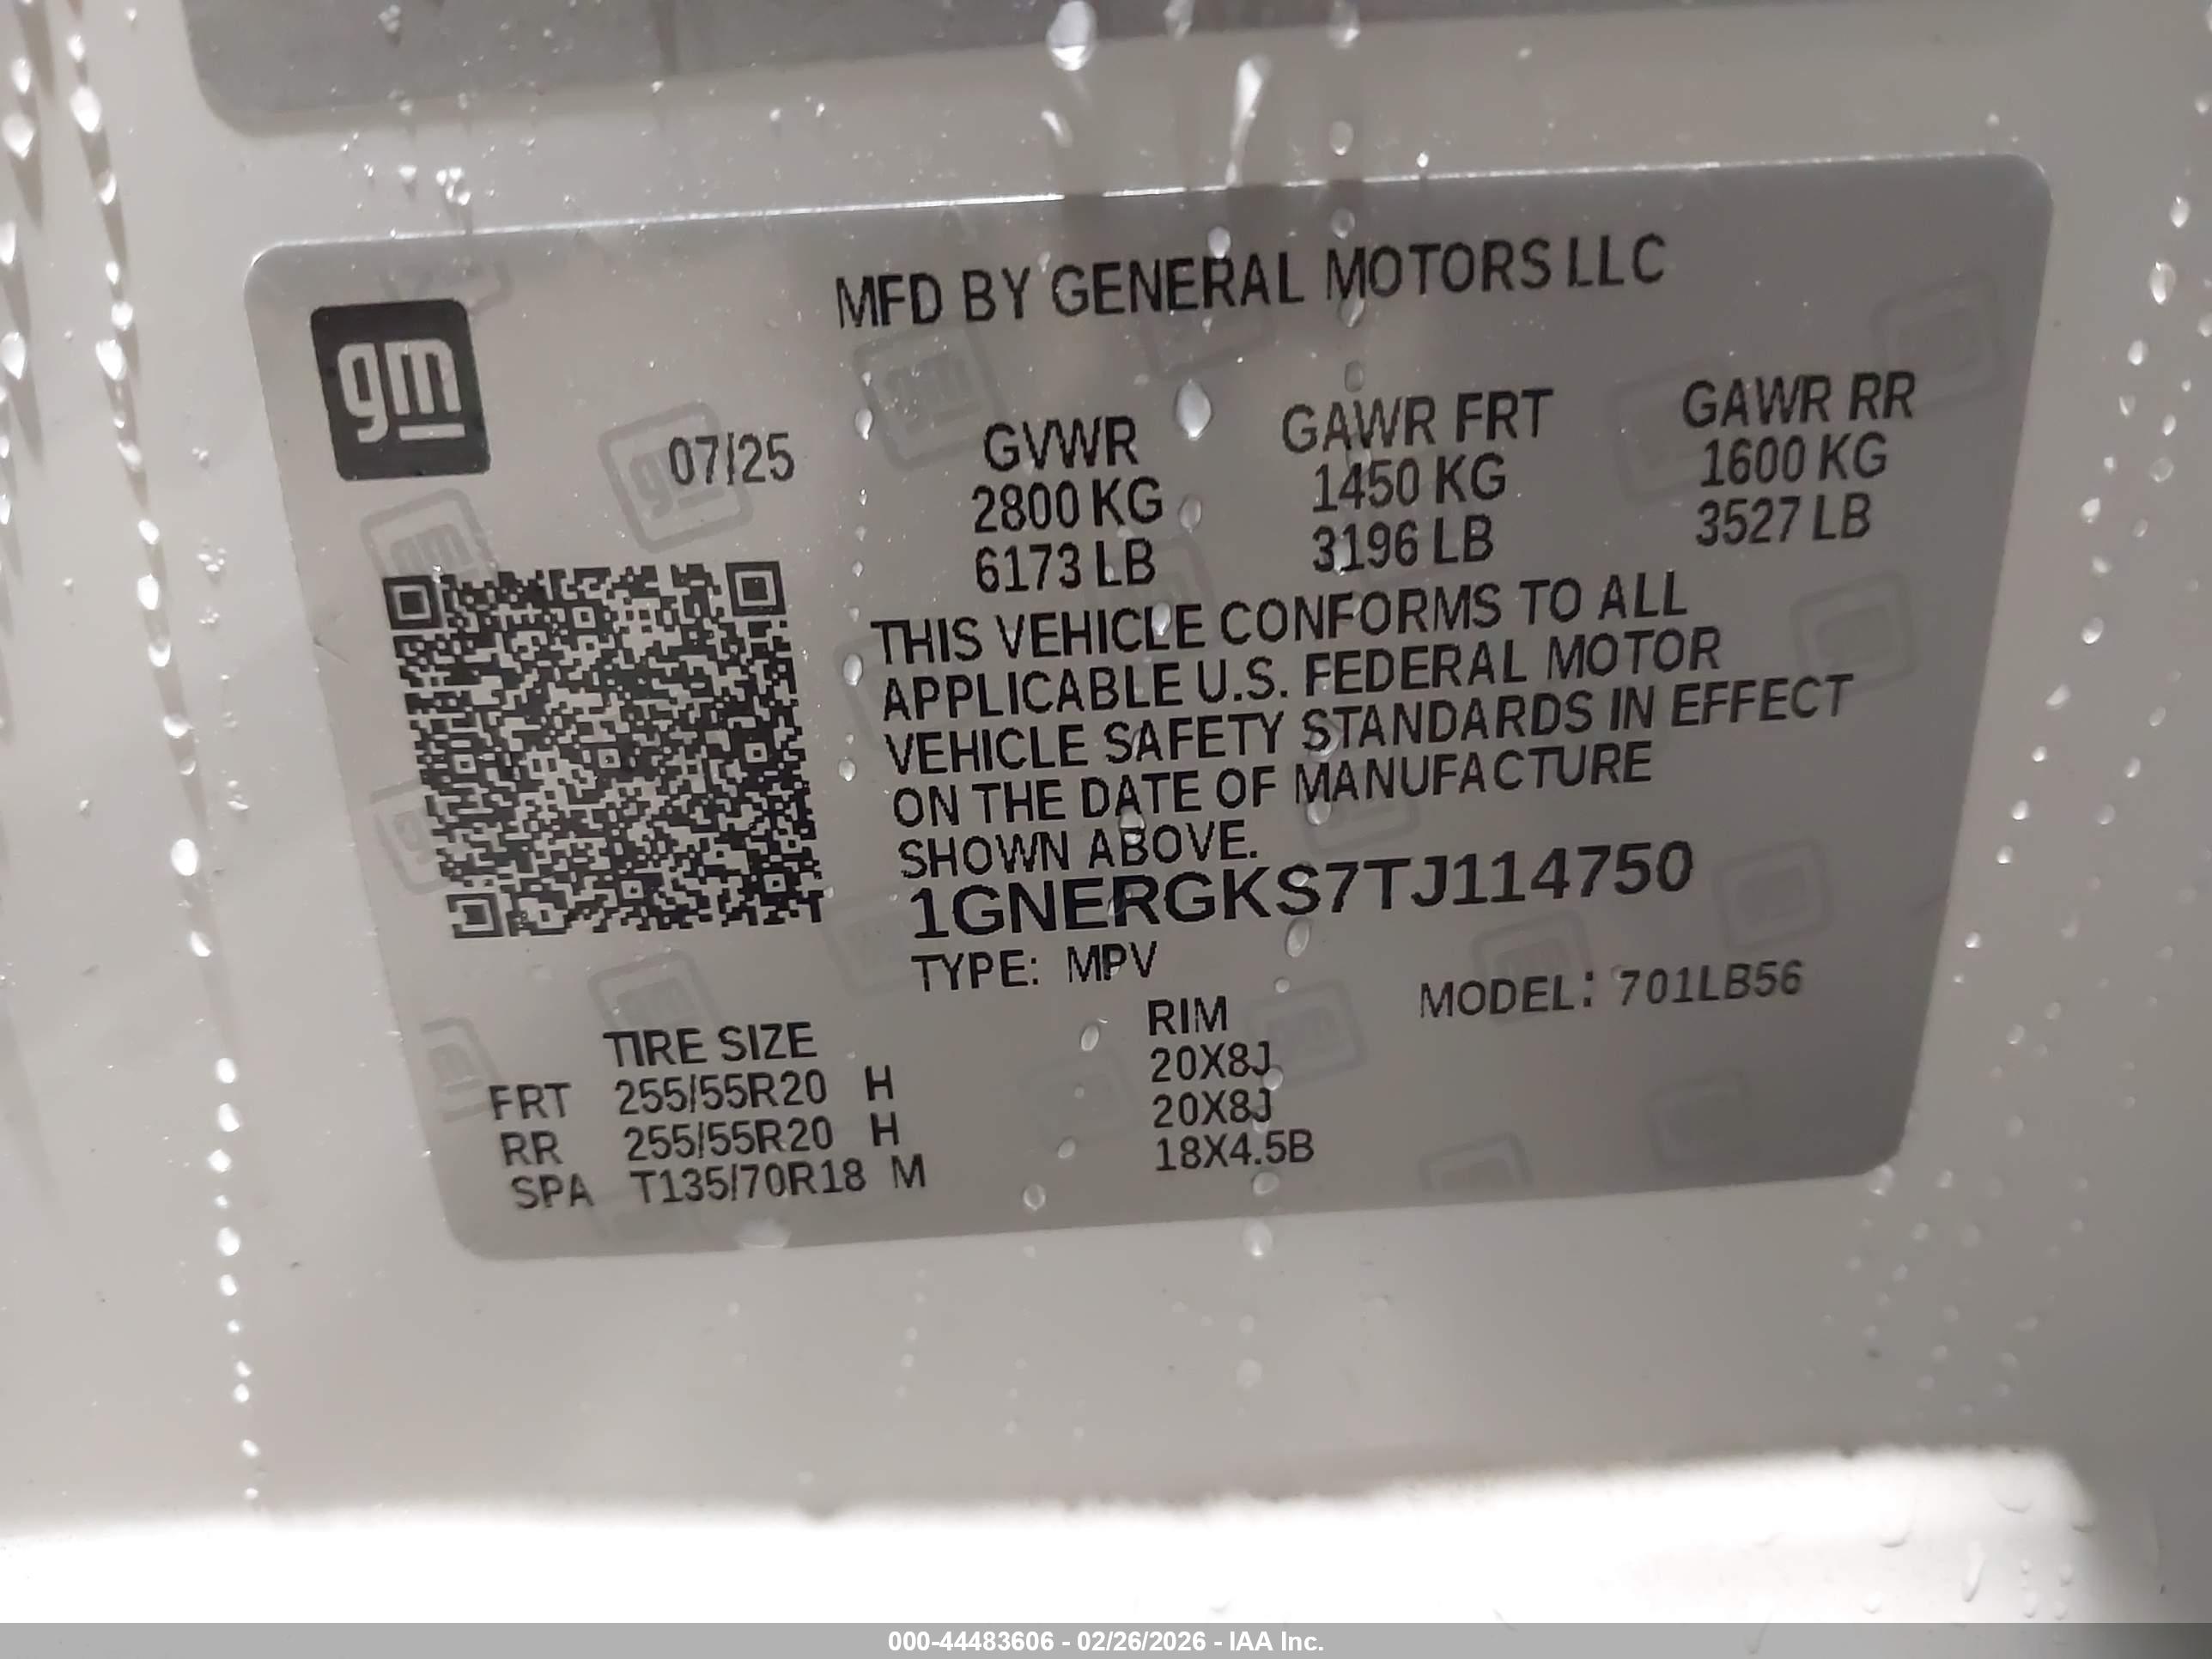 MFD BY GENERAL MOTORS LLC
gm
07/25
GVWR GAWR FRT GAWR RR
2800 KG 1450 KG 1600 KG
6173 LB 3196 LB 3527 LB
THIS VEHICLE CONFORMS TO ALL
APPLICABLE U.S. FEDERAL MOTOR
VEHICLE SAFETY STANDARDS IN EFFECT
ON THE DATE OF MANUFACTURE
SHOWN ABOVE.
1GNERGKS7TJ114750
TYPE: MPV
MODEL: 701LB56
TIRE SIZE RIM
FRT 255/55R20 H 20X8J
RR 255/55R20 H 20X8J
SPA T135/70R18 M 18X4.5B
000-44483606 - 02/26/2026 - IAA Inc.